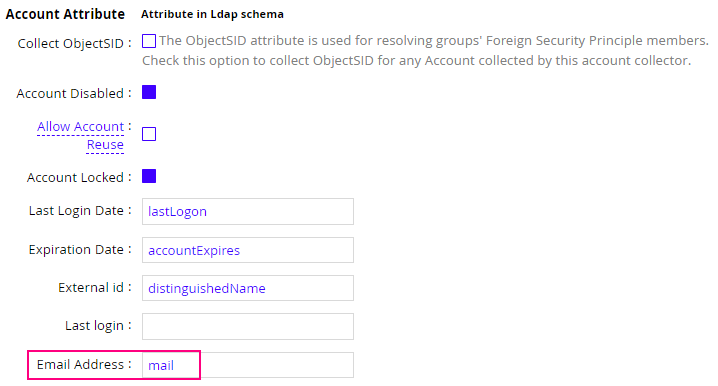 Account Attribute Attribute in Ldap schema
Collect ObjectSID : The ObjectSID attribute is used for resolving groups' Foreign Security Principle members.
Check this option to collect ObjectSID for any Account collected by this account collector.
Account Disabled :
Allow Account :
Reuse
Account Locked :
Last Login Date : lastLogon
Expiration Date : accountExpires
External id : distinguishedName
Last login :
Email Address : mail